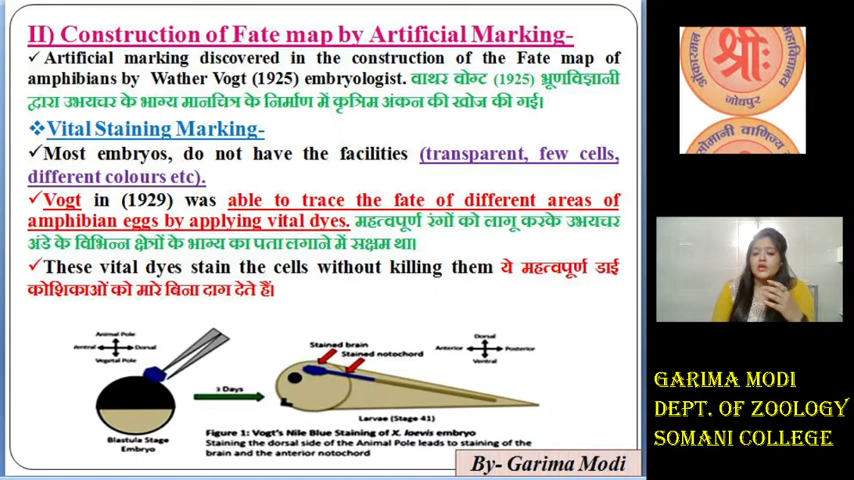 II) Construction of Fate map by Artificial Marking-
✓Artificial marking discovered in the construction of the Fate map of
amphibians by Wather Vogt (1925) embryologist. वाथर वोग्ट (1925) भ्रूणविज्ञानी
द्वारा उभयचर के भाग्य मानचित्र के निर्माण में कृत्रिम अंकन की खोज की गई।
❖Vital Staining Marking-
✓Most embryos, do not have the facilities (transparent, few cells,
different colours etc).
✓Vogt in (1929) was able to trace the fate of different areas of
amphibian eggs by applying vital dyes. महत्वपूर्ण रंगों को लागू करके उभयचर
अंडे के विभिन्न क्षेत्रों के भाग्य का पता लगाने में सक्षम था।
✓These vital dyes stain the cells without killing them ये महत्वपूर्ण डाई
कोशिकाओं को मारे बिना दाग देते हैं।
Animal Pole
Dorsal
Vegetal Pole
Blastula Stage
Embryo
3 Days
Stained brain
Stained notochord
Dorsal
Anterior
Posterior
Ventral
Larvae (Stage 41)
Figure 1: Vogt's Nile Blue Staining of X. laevis embryo
Staining the dorsal side of the Animal Pole leads to staining of the
brain and the anterior notochord
By- Garima Modi
श्रीः
जोधपुर
सोमानी वाणिज्य
GARIMA MODI
DEPT. OF ZOOLOGY
SOMANI COLLEGE